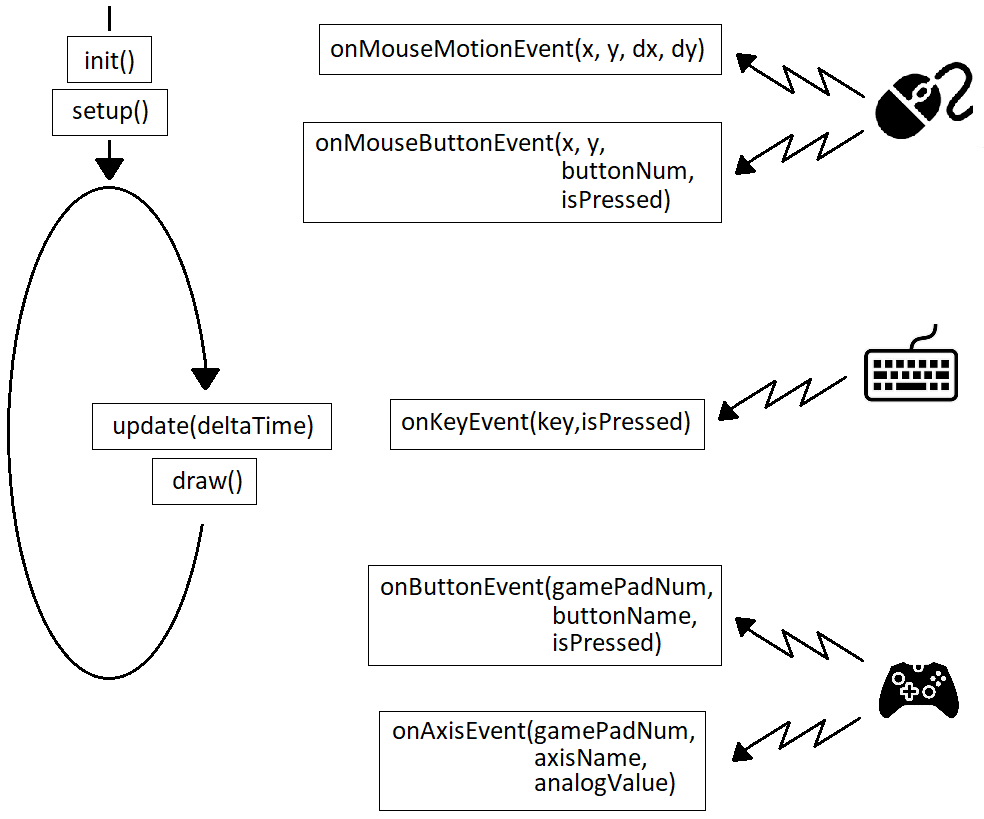 init()
setup()
update(deltaTime)
draw()
onMouseMotionEvent(x, y, dx, dy)
onMouseButtonEvent(x, y,
buttonNum,
isPressed)
onKeyEvent(key,isPressed)
onButtonEvent(gamePadNum,
buttonName,
isPressed)
onAxisEvent(gamePadNum,
axisName,
analogValue)